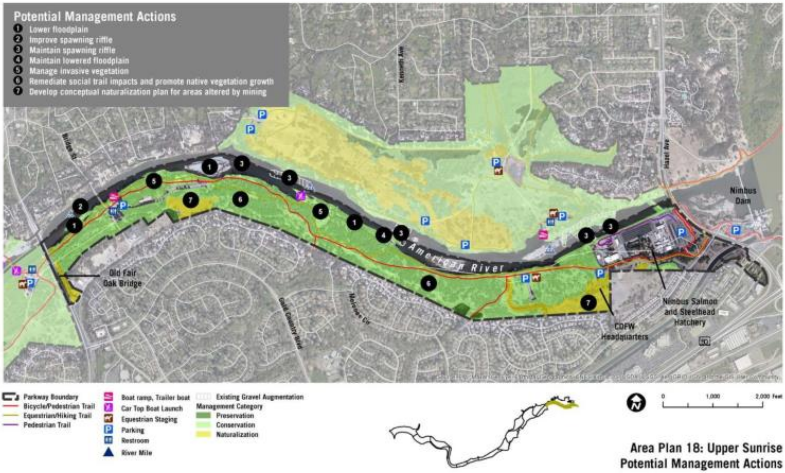 Potential Management Actions
1 Lower floodplain
2 Improve spawning riffle
3 Maintain spawning riffle
4 Maintain lowered floodplain
5 Manage invasive vegetation
6 Remediate social trail impacts and promote native vegetation growth
7 Develop conceptual naturalization plan for areas altered by mining
Kenneth Ave
Hazel Ave
Bridge St
Nimbus
Dam
American River
Old Fair
Oak Bridge
Nimbus Salmon
and Steelhead
Hatchery
CDFW
Headquarters
Parkway Boundary
Bicycle/Pedestrian Trail
Equestrian/Hiking Trail
Pedestrian Trail
Boat ramp, Trailer boat
Car Top Boat Launch
Equestrian Staging
Parking
Restroom
River Mile
Existing Gravel Augmentation
Management Category
Preservation
Conservation
Naturalization
N
0 1,000 2,000 Feet
Area Plan 18: Upper Sunrise
Potential Management Actions